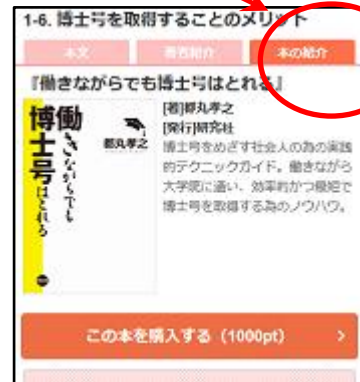 1-6. 博士号を取得することのメリット
本文
著者紹介
本の紹介
『働きながらでも博士号はとれる』
働きながらでも
博士号はとれる
都丸孝之
[著]都丸孝之
[発行]研究社
博士号をめざす社会人の為の実践
的テクニックガイド。働きながら
大学院に通い、効率的かつ最短で
博士号を取得する為のノウハウ。
この本を購入する（1000pt）